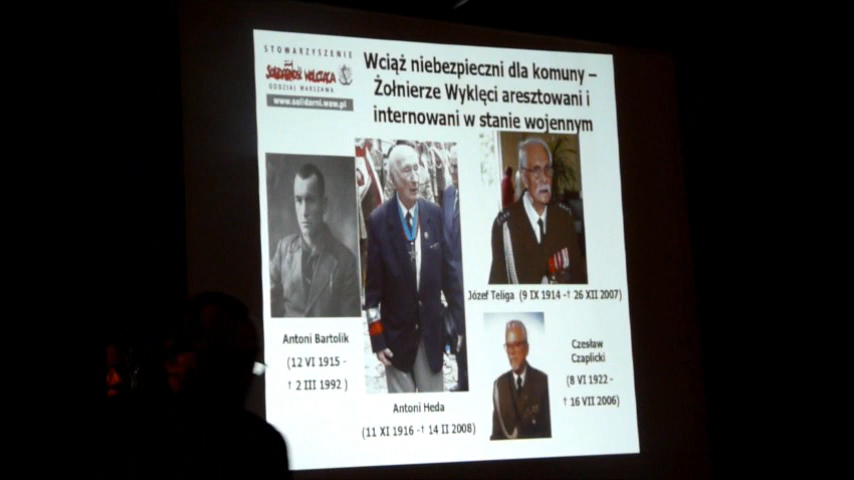 STOWARZYSZENIE
SOLIDARNOŚĆ WALCZĄCA
ODDZIAŁ WARSZAWA
www.solidarni.waw.pl
Wciąż niebezpieczni dla komuny –
Żołnierze Wyklęci aresztowani i
internowani w stanie wojennym
Józef Teliga (9 IX 1914 -† 26 XII 2007)
Antoni Bartolik
(12 VI 1915 -
† 2 III 1992 )
Czesław
Czaplicki
(8 VI 1922 -
† 16 VII 2006)
Antoni Heda
(11 XI 1916 -† 14 II 2008)